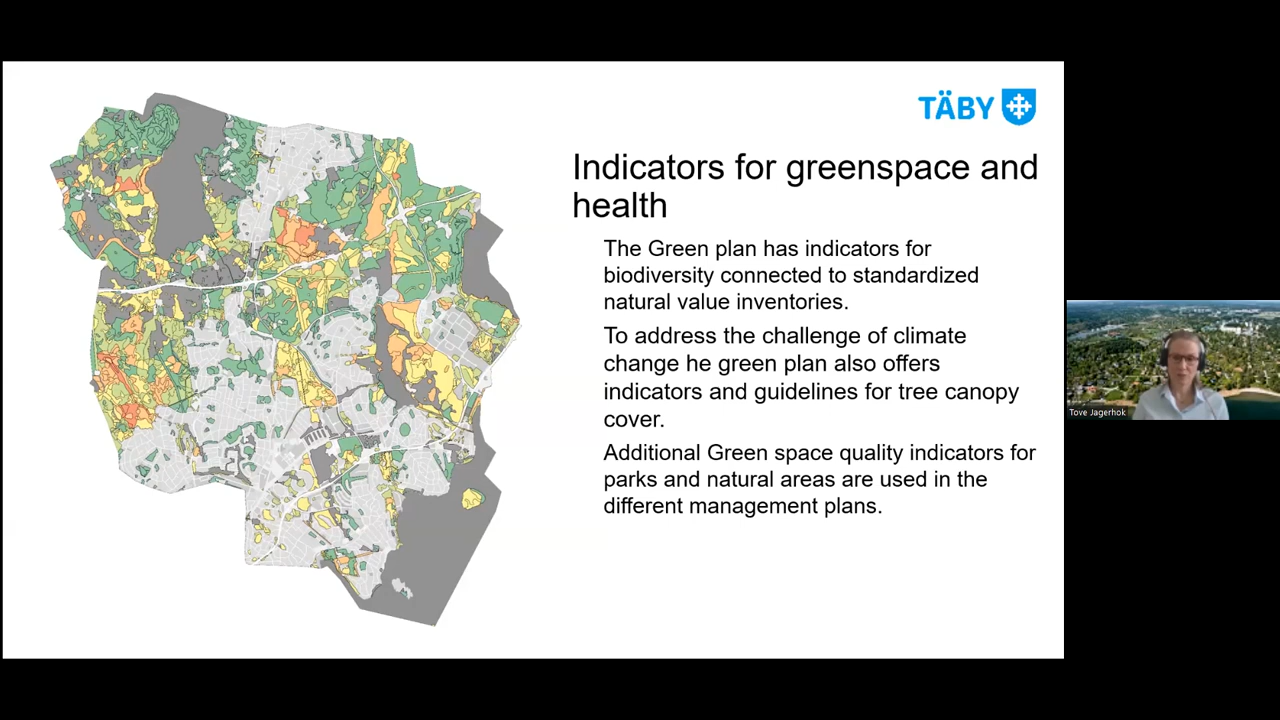 TÄBY
Indicators for greenspace and
health
The Green plan has indicators for
biodiversity connected to standardized
natural value inventories.
To address the challenge of climate
change he green plan also offers
indicators and guidelines for tree canopy
cover.
Additional Green space quality indicators for
parks and natural areas are used in the
different management plans.
Tove Jagerhok